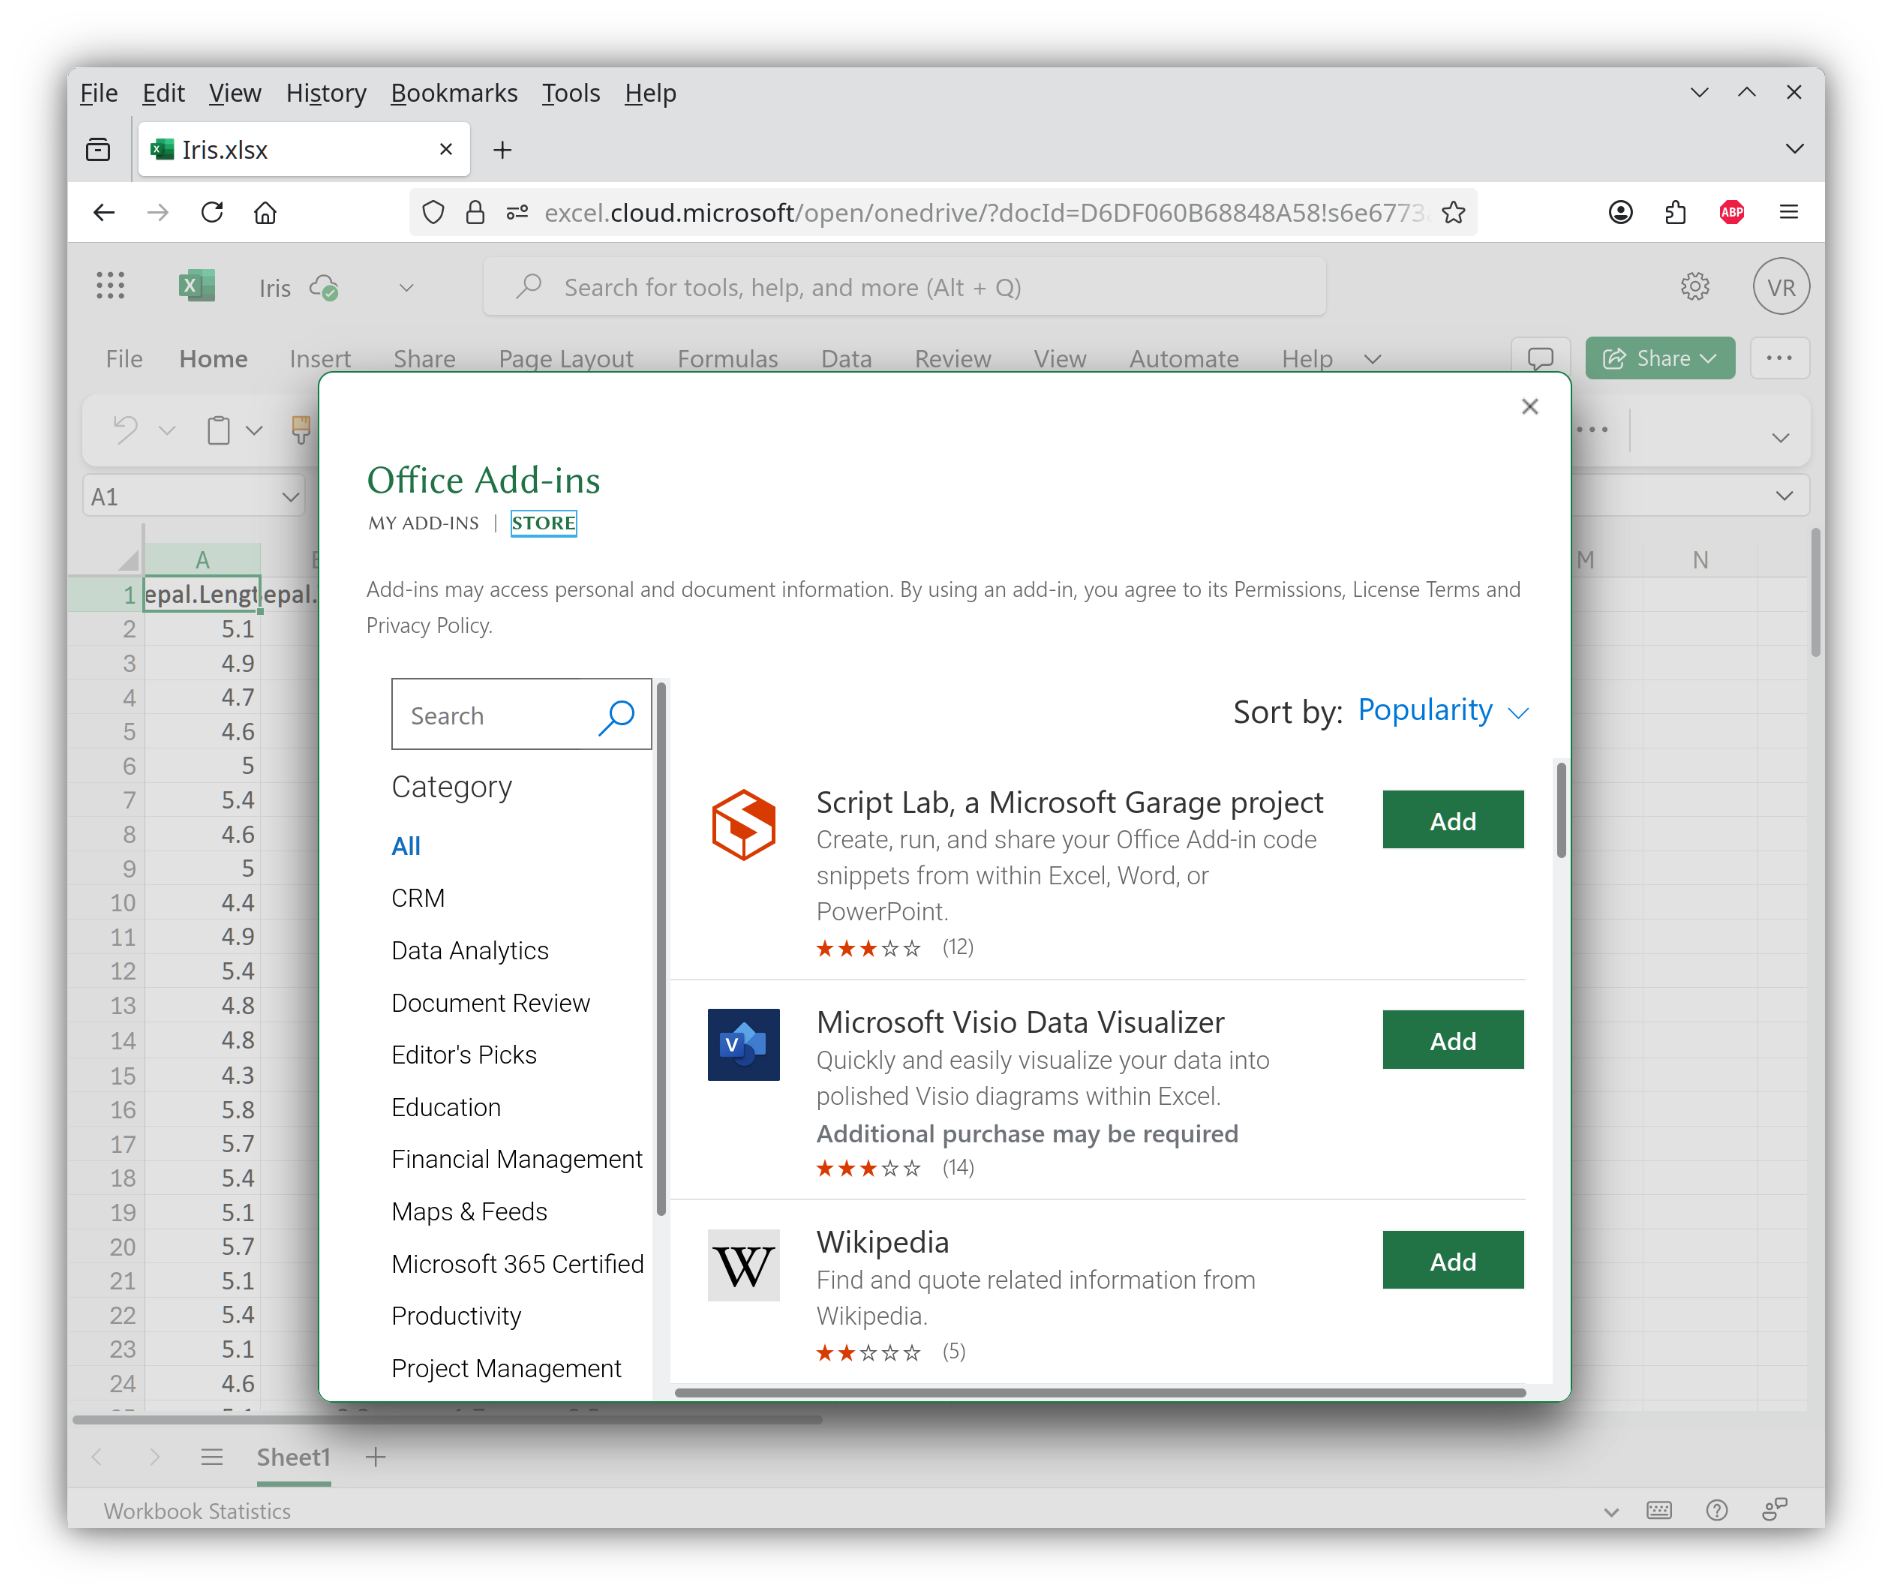 File Edit View History Bookmarks Tools Help
Iris.xlsx
excel.cloud.microsoft/open/onedrive/?docId=D6DF060B68848A58!s6e6773
ABP
Iris
Search for tools, help, and more (Alt + Q)
VR
File Home Insert Share Page Layout Formulas Data Review View Automate Help
Share
A1
A M N
1 epal.Lengt epal.
2 5.1
3 4.9
4 4.7
5 4.6
6 5
7 5.4
8 4.6
9 5
10 4.4
11 4.9
12 5.4
13 4.8
14 4.8
15 4.3
16 5.8
17 5.7
18 5.4
19 5.1
20 5.7
21 5.1
22 5.4
23 5.1
24 4.6
Office Add-ins
MY ADD-INS | STORE
Add-ins may access personal and document information. By using an add-in, you agree to its Permissions, License Terms and
Privacy Policy.
Search
Category
All
CRM
Data Analytics
Document Review
Editor's Picks
Education
Financial Management
Maps & Feeds
Microsoft 365 Certified
Productivity
Project Management
Sort by: Popularity
Script Lab, a Microsoft Garage project
Create, run, and share your Office Add-in code
snippets from within Excel, Word, or
PowerPoint.
(12)
Add
Microsoft Visio Data Visualizer
Quickly and easily visualize your data into
polished Visio diagrams within Excel.
Additional purchase may be required
(14)
Add
Wikipedia
Find and quote related information from
Wikipedia.
(5)
Add
Sheet1
Workbook Statistics